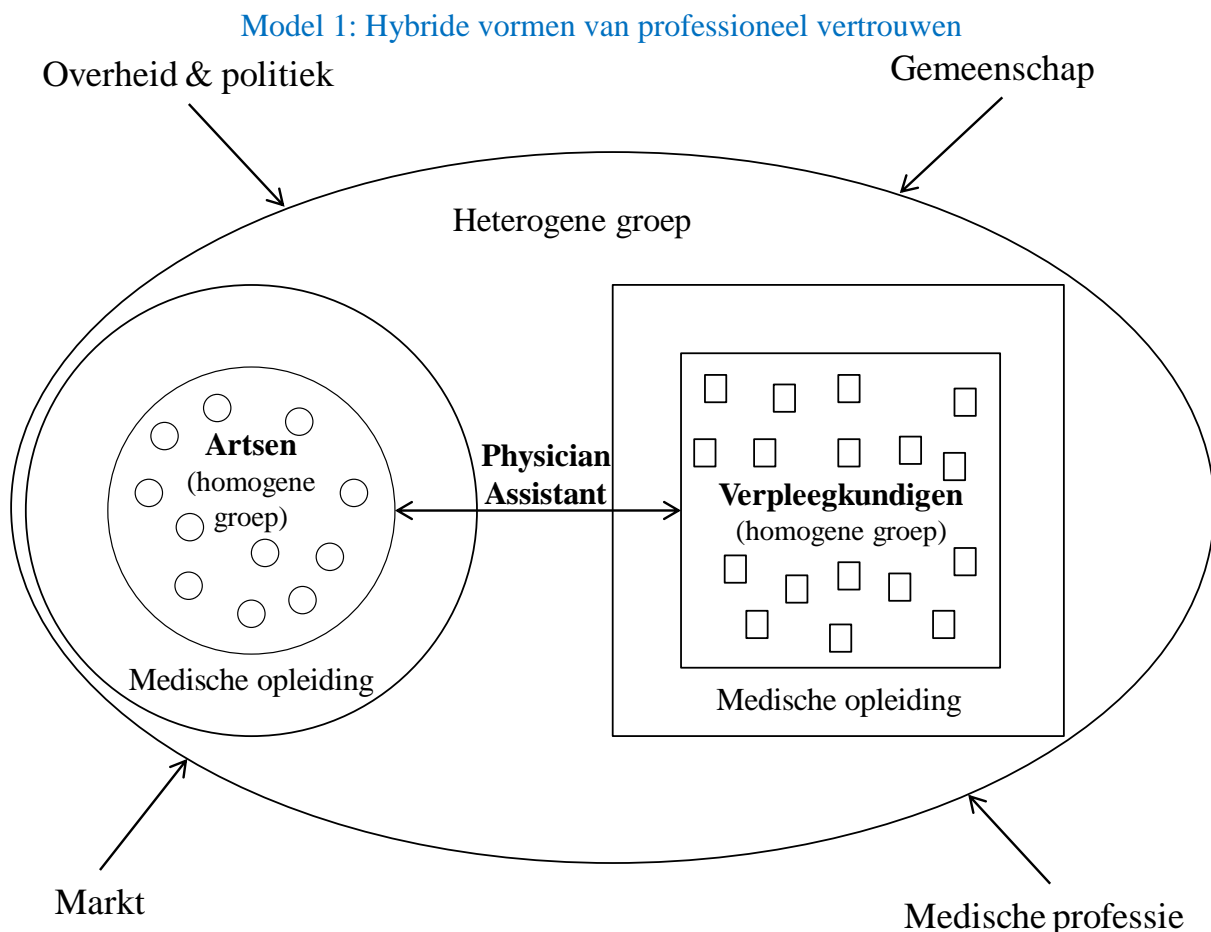 Model 1: Hybride vormen van professioneel vertrouwen
Overheid & politiek
Gemeenschap
Heterogene groep
Artsen
(homogene
groep)
Physician
Assistant
Verpleegkundigen
(homogene groep)
Medische opleiding
Medische opleiding
Markt
Medische professie